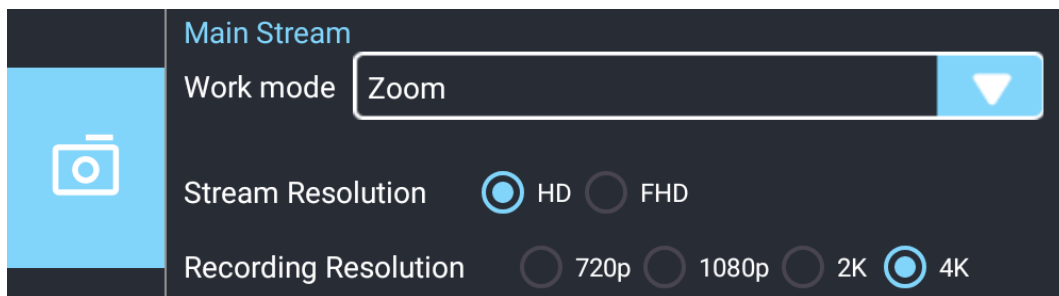 Main Stream
Work mode Zoom
Stream Resolution HD FHD
Recording Resolution 720p 1080p 2K 4K